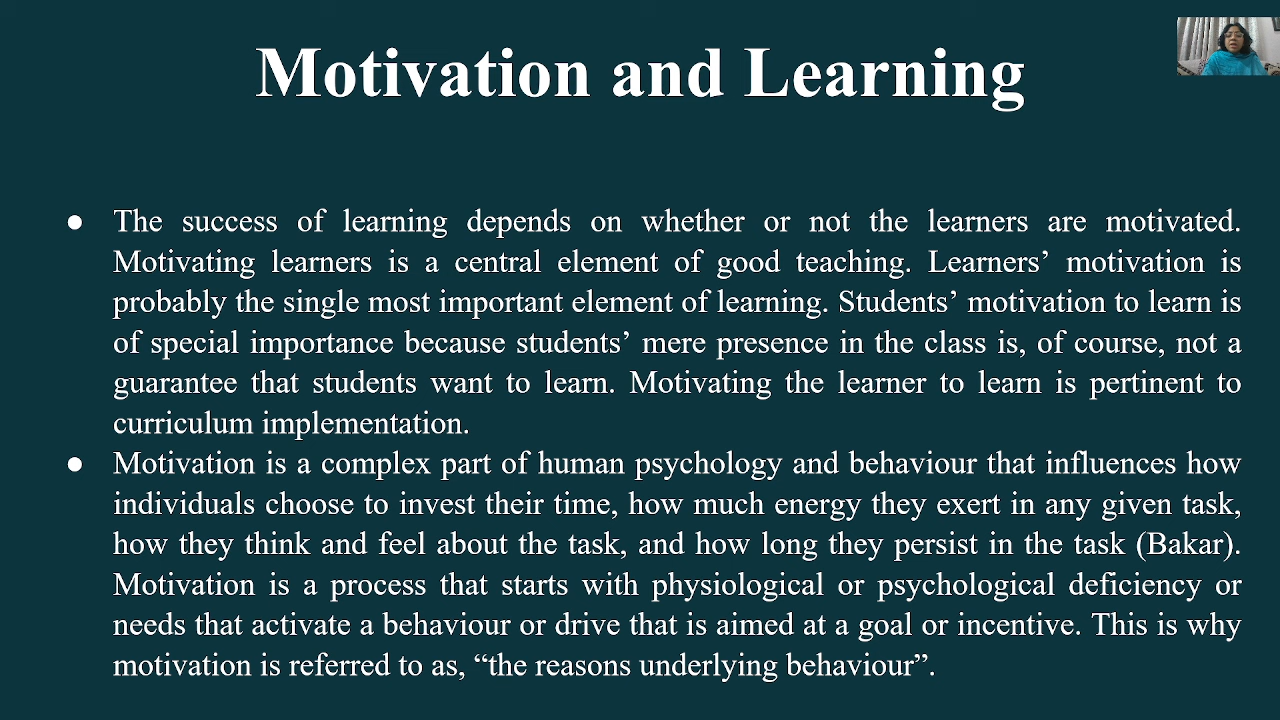 Motivation and Learning
● The success of learning depends on whether or not the learners are motivated.
Motivating learners is a central element of good teaching. Learners’ motivation is
probably the single most important element of learning. Students’ motivation to learn is
of special importance because students’ mere presence in the class is, of course, not a
guarantee that students want to learn. Motivating the learner to learn is pertinent to
curriculum implementation.
● Motivation is a complex part of human psychology and behaviour that influences how
individuals choose to invest their time, how much energy they exert in any given task,
how they think and feel about the task, and how long they persist in the task (Bakar).
Motivation is a process that starts with physiological or psychological deficiency or
needs that activate a behaviour or drive that is aimed at a goal or incentive. This is why
motivation is referred to as, “the reasons underlying behaviour”.